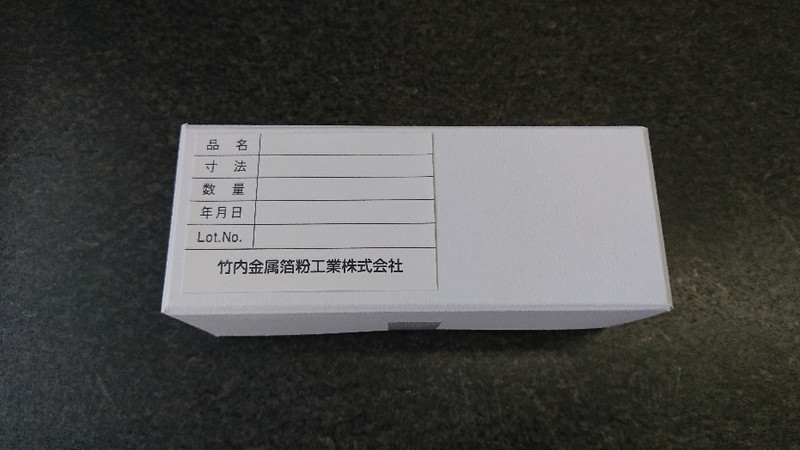 品 名
寸 法
数 量
年月日
Lot.No.
竹内金属箔粉工業株式会社